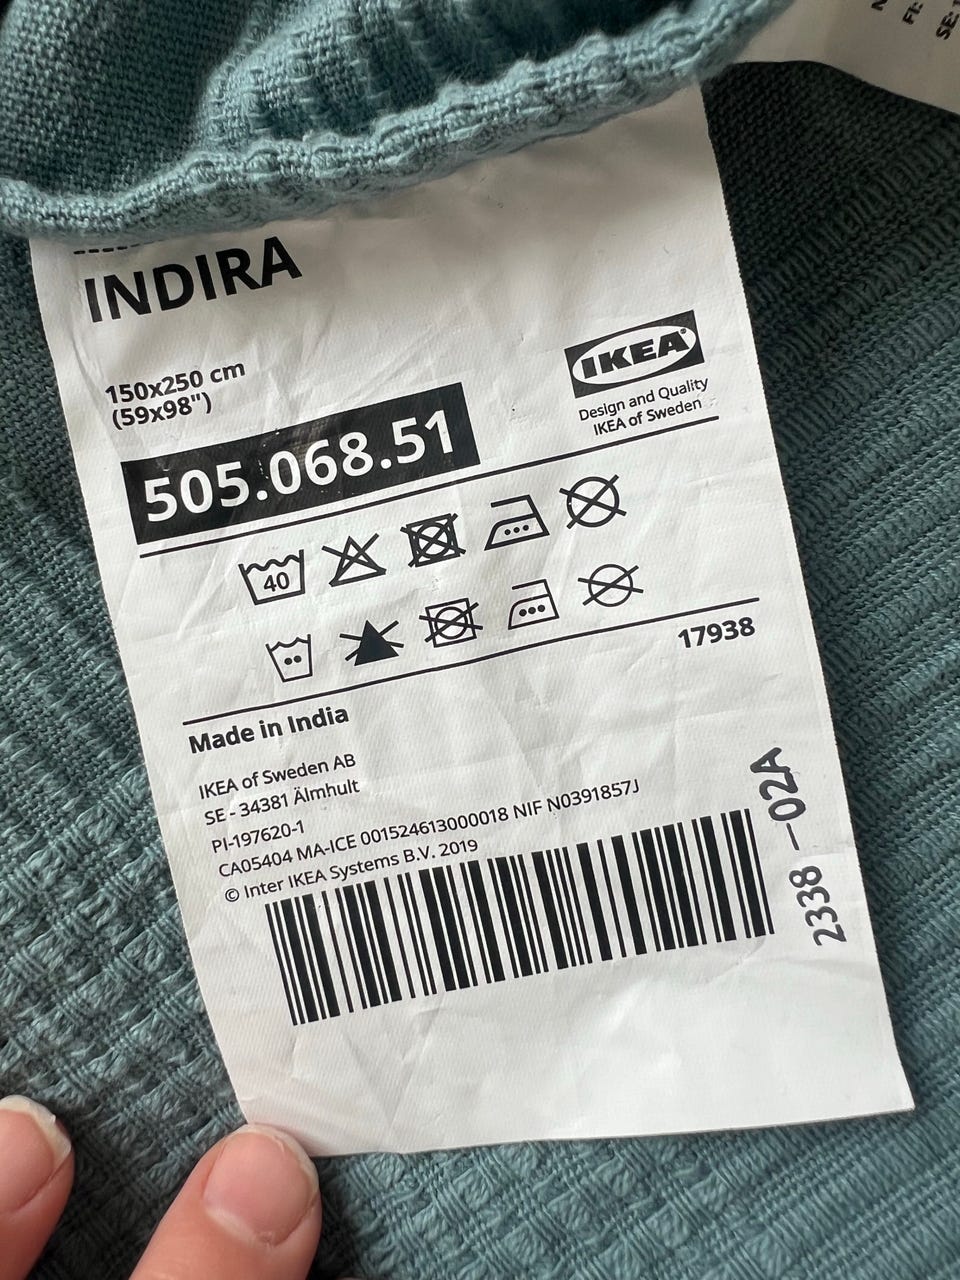 FI:
SE:
INDIRA
150x250 cm
(59x98")
505.068.51
IKEA®
Design and Quality
IKEA of Sweden
40
17938
Made in India
IKEA of Sweden AB
SE - 34381 Älmhult
PI-197620-1
CA05404 MA-ICE 001524613000018 NIF N0391857J
© Inter IKEA Systems B.V. 2019
2338 -02A